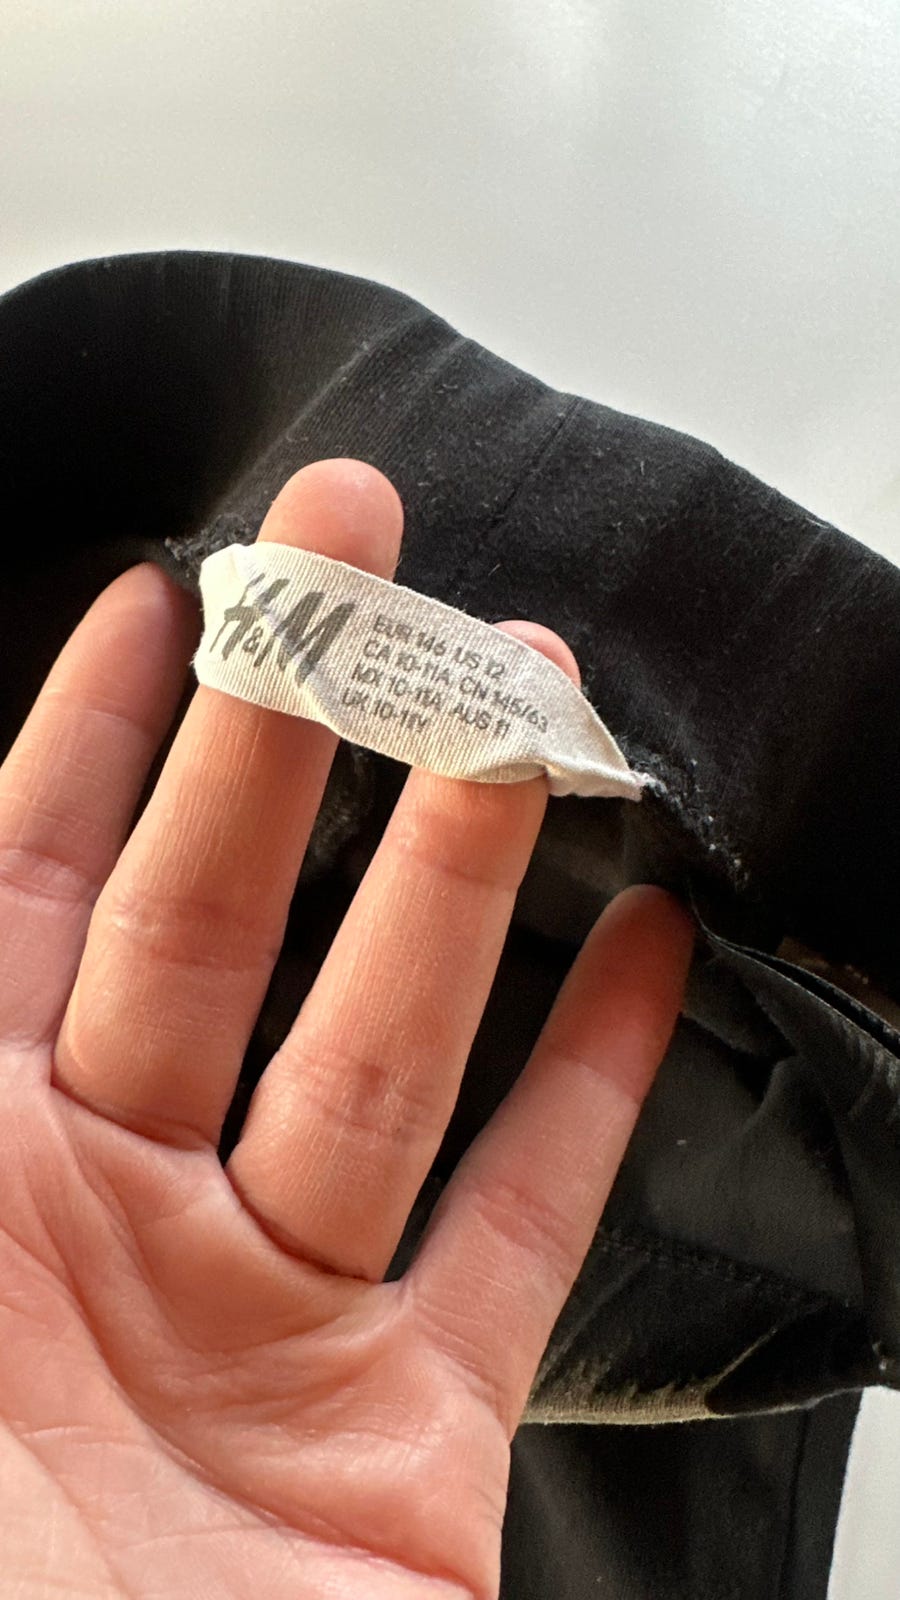 H&M
EUR 146 US 12
CA 10-11A CN 145/63
MX 10-11A AUS 11
UK 10-11Y